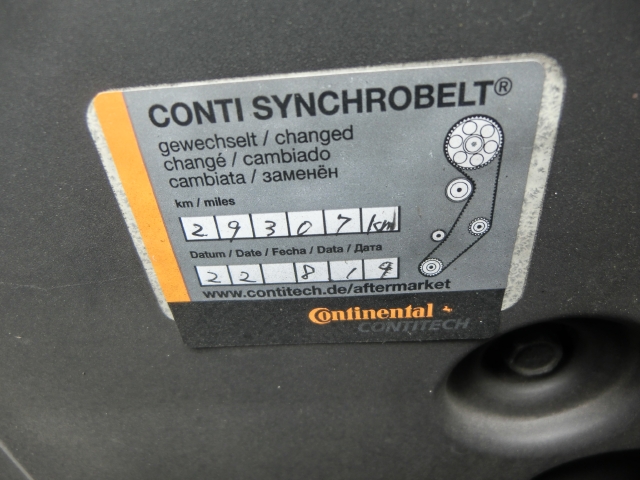 CONTI SYNCHROBELT®
gewechselt / changed
changé / cambiado
cambiata / заменён
km / miles
29307 km
Datum / Date / Fecha / Data / Дата
22 8 19
www.contitech.de/aftermarket
Continental
CONTITECH